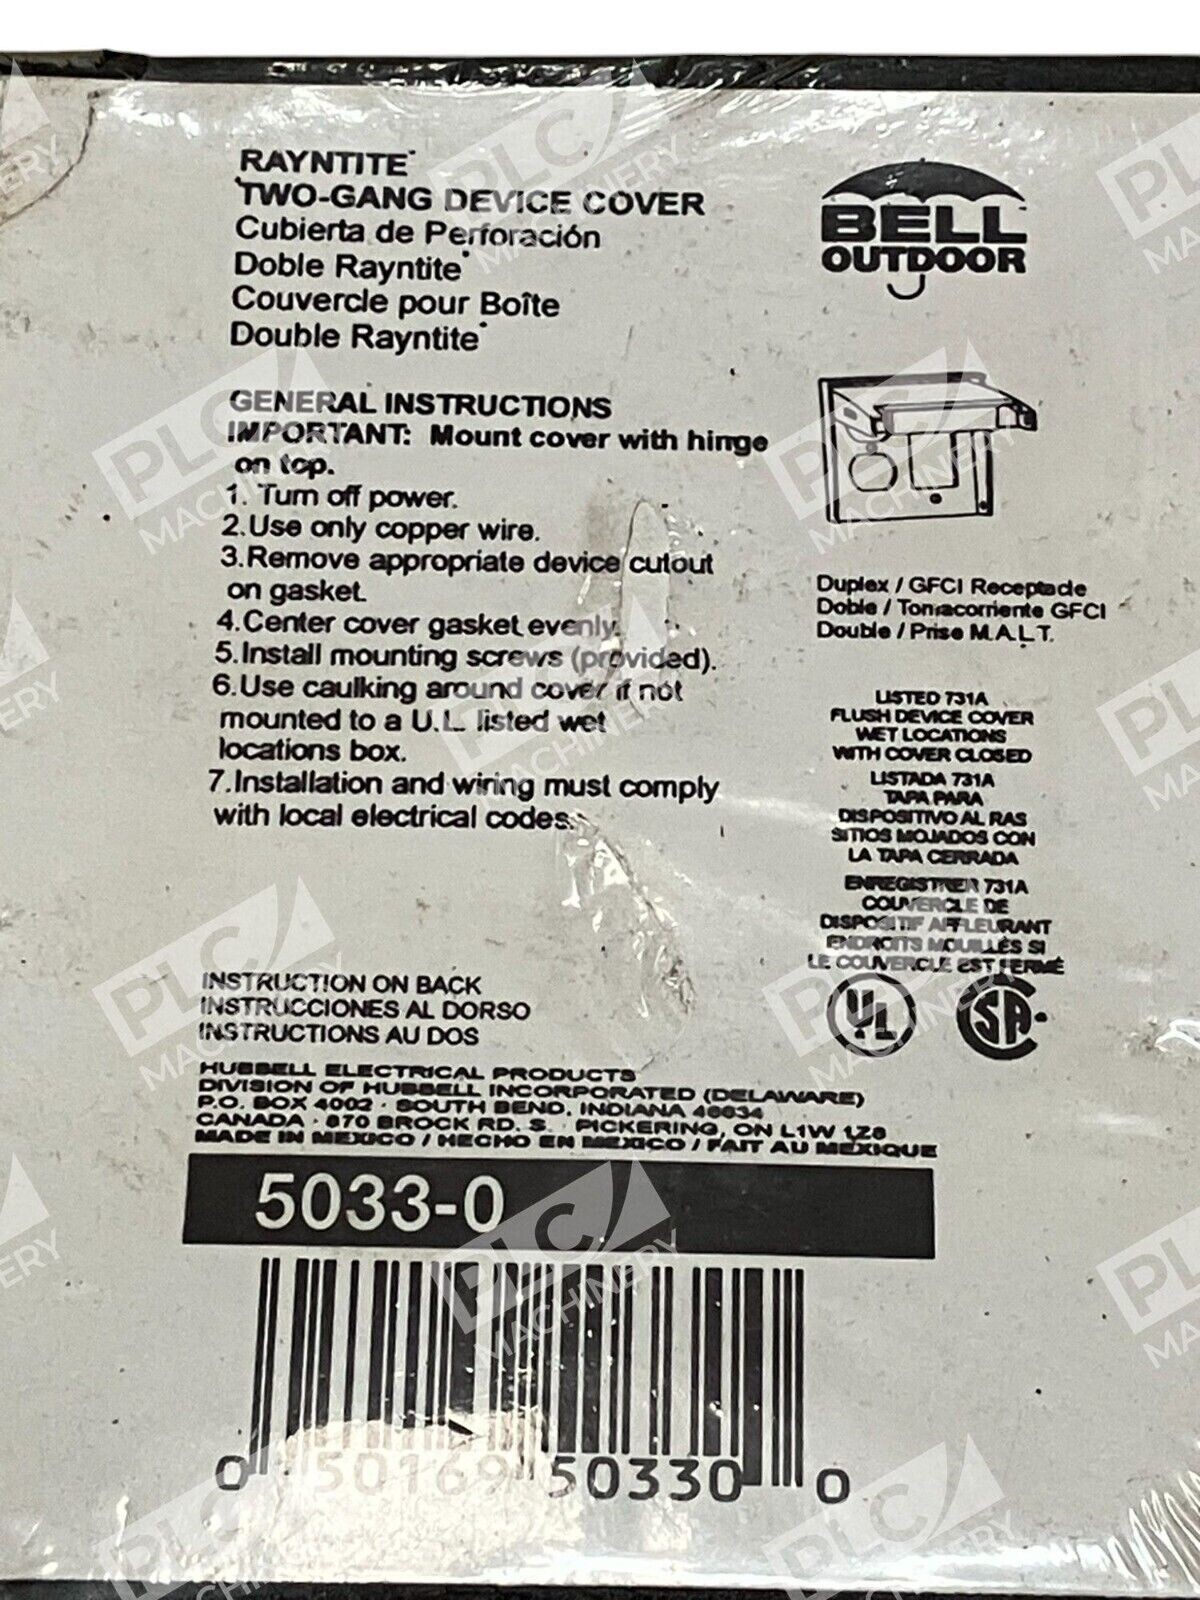 RAYNTITE
TWO-GANG DEVICE COVER
Cubierta de Perforación
Doble Rayntite
Couvercle pour Boîte
Double Rayntite
BELL
OUTDOOR
GENERAL INSTRUCTIONS
IMPORTANT: Mount cover with hinge
on top.
1. Turn off power.
2.Use only copper wire.
3.Remove appropriate device cutout
on gasket.
4.Center cover gasket evenly.
5.Install mounting screws (provided).
6.Use caulking around cover if not
mounted to a U.L. listed wet
locations box.
7.Installation and wiring must comply
with local electrical codes.
Duplex / GFCI Receptacle
Doble / Tomacorriente GFCI
Double / Prise M.A.L.T.
LISTED 731A
FLUSH DEVICE COVER
WET LOCATIONS
WITH COVER CLOSED
LISTADA 731A
TAPA PARA
DISPOSITIVO AL RAS
SITIOS MOJADOS CON
LA TAPA CERRADA
ENREGISTRER 731A
COUVERCLE DE
DISPOSITIF AFFLEURANT
ENDROITS MOUILLÉS SI
LE COUVERCLE EST FERMÉ
UL
SA
INSTRUCTION ON BACK
INSTRUCCIONES AL DORSO
INSTRUCTIONS AU DOS
HUBBELL ELECTRICAL PRODUCTS
DIVISION OF HUBBELL INCORPORATED (DELAWARE)
P.O. BOX 4002 · SOUTH BEND, INDIANA 46634
CANADA · 870 BROCK RD. S. · PICKERING, ON L1W 1Z8
MADE IN MEXICO / HECHO EN MEXICO / FAIT AU MEXIQUE
5033-0
0 50169 50330 0
PLC MACHINERY